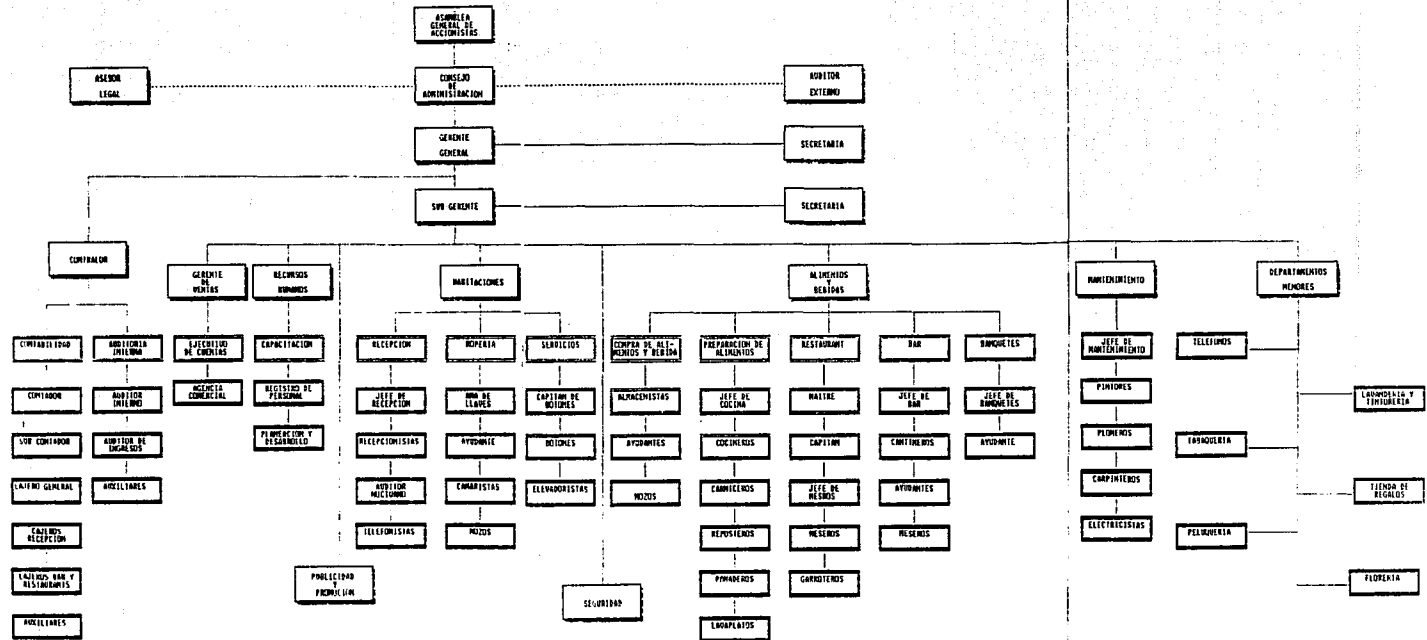 ASAMBLEA
GENERAL DE
ACCIONISTAS
ASESOR
LEGAL
CONSEJO
DE
ADMINISTRACION
AUDITOR
EXTERNO
GERENTE
GENERAL
SECRETARIA
SUB GERENTE
SECRETARIA
CONTRALOR
GERENTE
DE
VENTAS
RECURSOS
HUMANOS
HABITACIONES
ALIMENTOS
Y
BEBIDAS
MANTENIMIENTO
DEPARTAMENTOS
MENORES
CONTABILIDAD
AUDITORIA
INTERNA
EJECUTIVO
DE CUENTAS
CAPACITACION
RECEPCION
ROPERIA
SERVICIOS
COMPRA DE ALI-
MENTOS Y BEBIDA
PREPARACION DE
ALIMENTOS
RESTAURANT
BAR
BANQUETES
JEFE DE
MANTENIMIENTO
TELEFONOS
CONTADOR
AUDITOR
INTERNO
AGENCIA
COMERCIAL
REGISTRO DE
PERSONAL
JEFE DE
RECEPCION
AMA DE
LLAVES
CAPITAN DE
BOTONES
ALMACENISTAS
JEFE DE
COCINA
MAITRE
JEFE DE
BAR
JEFE DE
BANQUETES
PINTORES
LAVANDERIA Y
TINTORERIA
SUB CONTADOR
AUDITOR DE
INGRESOS
PLANEACION Y
DESARROLLO
RECEPCIONISTAS
AYUDANTE
BOTONES
AYUDANTES
COCINEROS
CAPITAN
CANTINEROS
AYUDANTE
PLOMEROS
TABAQUERIA
CAJERO GENERAL
AUXILIARES
AUDITOR
NOCTURNO
CAMARISTAS
ELEVADORISTAS
MOZOS
CARNICEROS
JEFE DE
MESEROS
AYUDANTES
CARPINTEROS
TIENDA DE
REGALOS
CAJEROS
RECEPCION
TELEFONISTAS
MOZOS
REPOSTEROS
MESEROS
MESEROS
ELECTRICISTAS
PELUQUERIA
CAJEROS BAR Y
RESTAURANTS
PUBLICIDAD
Y
PROMOCION
SEGURIDAD
PANADEROS
GARROTEROS
FLORERIA
AUXILIARES
LAVAPLATOS